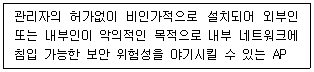 관리자의 허가없이 비인가적으로 설치되어 외부인
또는 내부인이 악의적인 목적으로 내부 네트워크에
침입 가능한 보안 위험성을 야기시킬 수 있는 AP